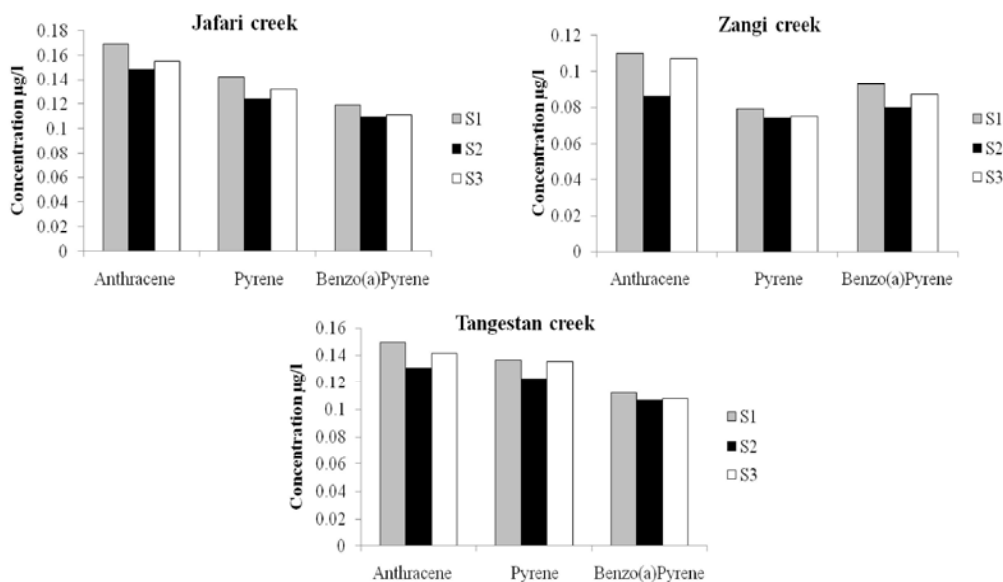 Jafari creek
Concentration µg/l
0.18
0.16
0.14
0.12
0.1
0.08
0.06
0.04
0.02
0
Anthracene Pyrene Benzo(a)Pyrene
S1
S2
S3
Zangi creek
Concentration µg/l
0.12
0.1
0.08
0.06
0.04
0.02
0
Anthracene Pyrene Benzo(a)Pyrene
S1
S2
S3
Tangestan creek
Concentration µg/l
0.16
0.14
0.12
0.1
0.08
0.06
0.04
0.02
0
Anthracene Pyrene Benzo(a)Pyrene
S1
S2
S3